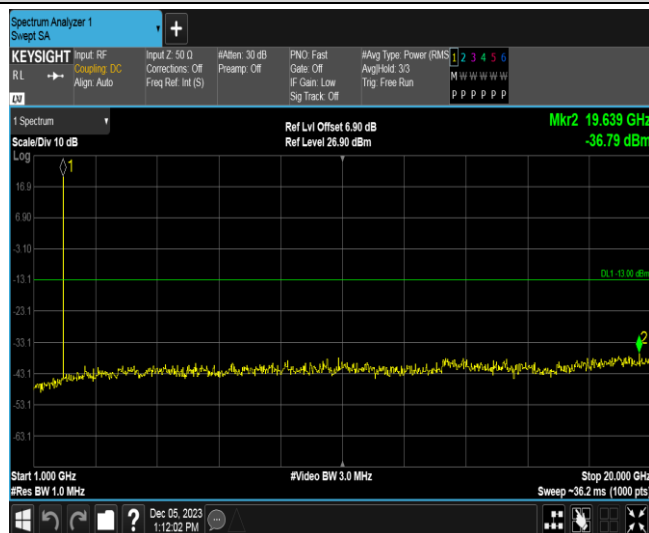 Spectrum Analyzer 1
Swept SA
+
KEYSIGHT Input: RF Input Z: 50 Ω #Atten: 30 dB PNO: Fast #Avg Type: Power (RMS 1 2 3 4 5 6
RL Coupling: DC Corrections: Off Preamp: Off Gate: Off Avg|Hold: 3/3 M W W W W W
Align: Auto Freq Ref: Int (S) IF Gain: Low Trig: Free Run
Sig Track: Off P P P P P P
LXI
1 Spectrum Ref Lvl Offset 6.90 dB Mkr2 19.639 GHz
Scale/Div 10 dB Ref Level 26.90 dBm -36.79 dBm
Log
1
16.9
6.90
-3.10
DL1 -13.00 dBm
-13.1
-23.1
-33.1
2
-43.1
-53.1
-63.1
Start 1.000 GHz #Video BW 3.0 MHz Stop 20.000 GHz
#Res BW 1.0 MHz Sweep ~36.2 ms (1000 pts)
? Dec 05, 2023
1:12:02 PM